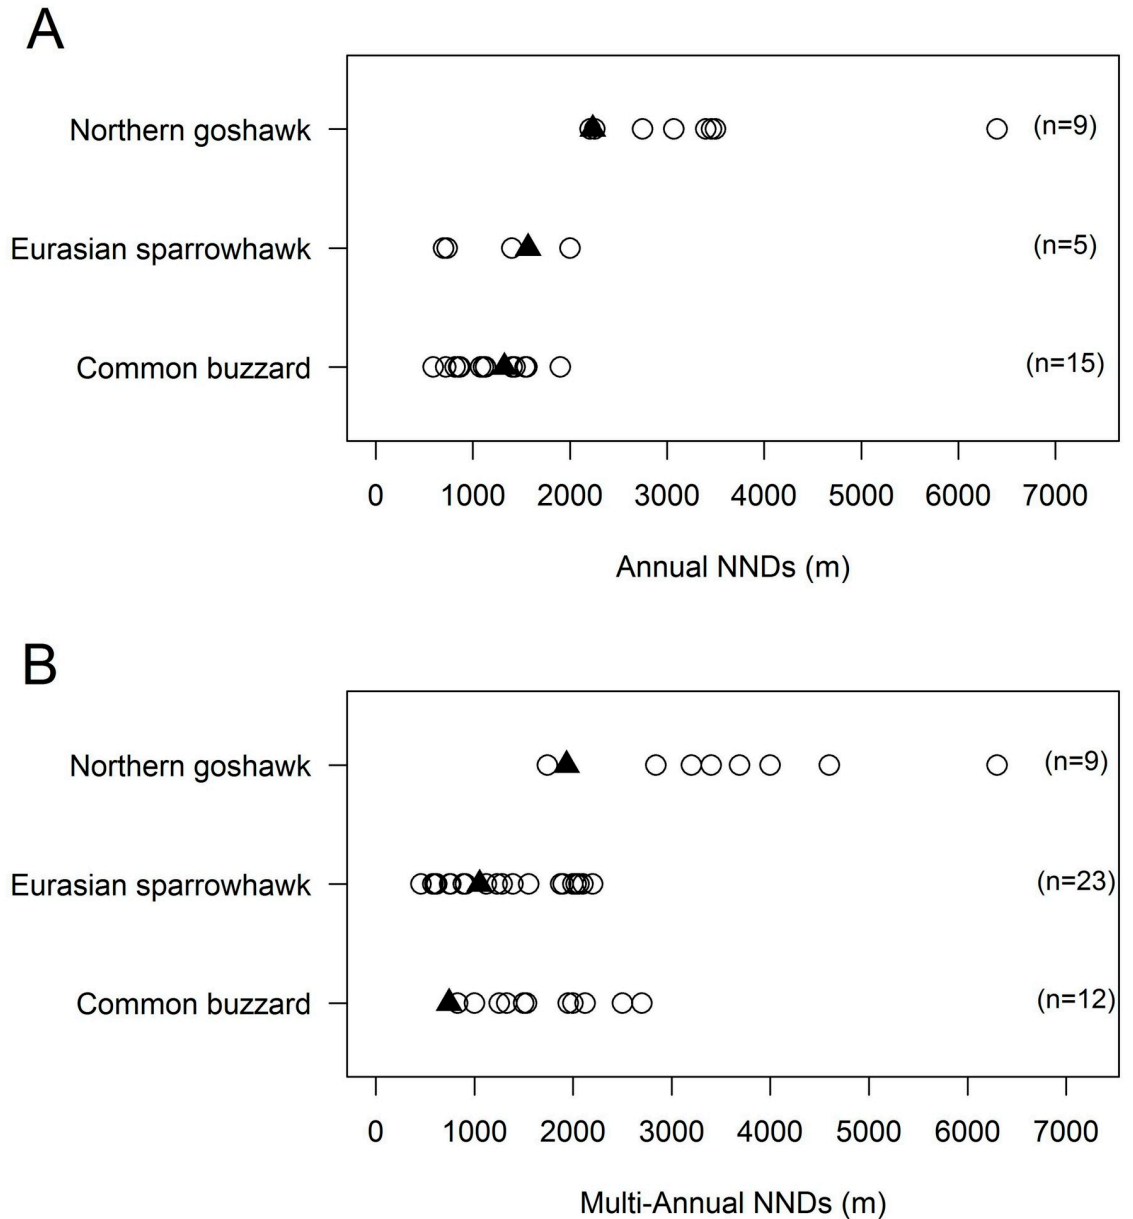 A
Northern goshawk (n=9)
Eurasian sparrowhawk (n=5)
Common buzzard (n=15)
0 1000 2000 3000 4000 5000 6000 7000
Annual NNDs (m)
B
Northern goshawk (n=9)
Eurasian sparrowhawk (n=23)
Common buzzard (n=12)
0 1000 2000 3000 4000 5000 6000 7000
Multi-Annual NNDs (m)